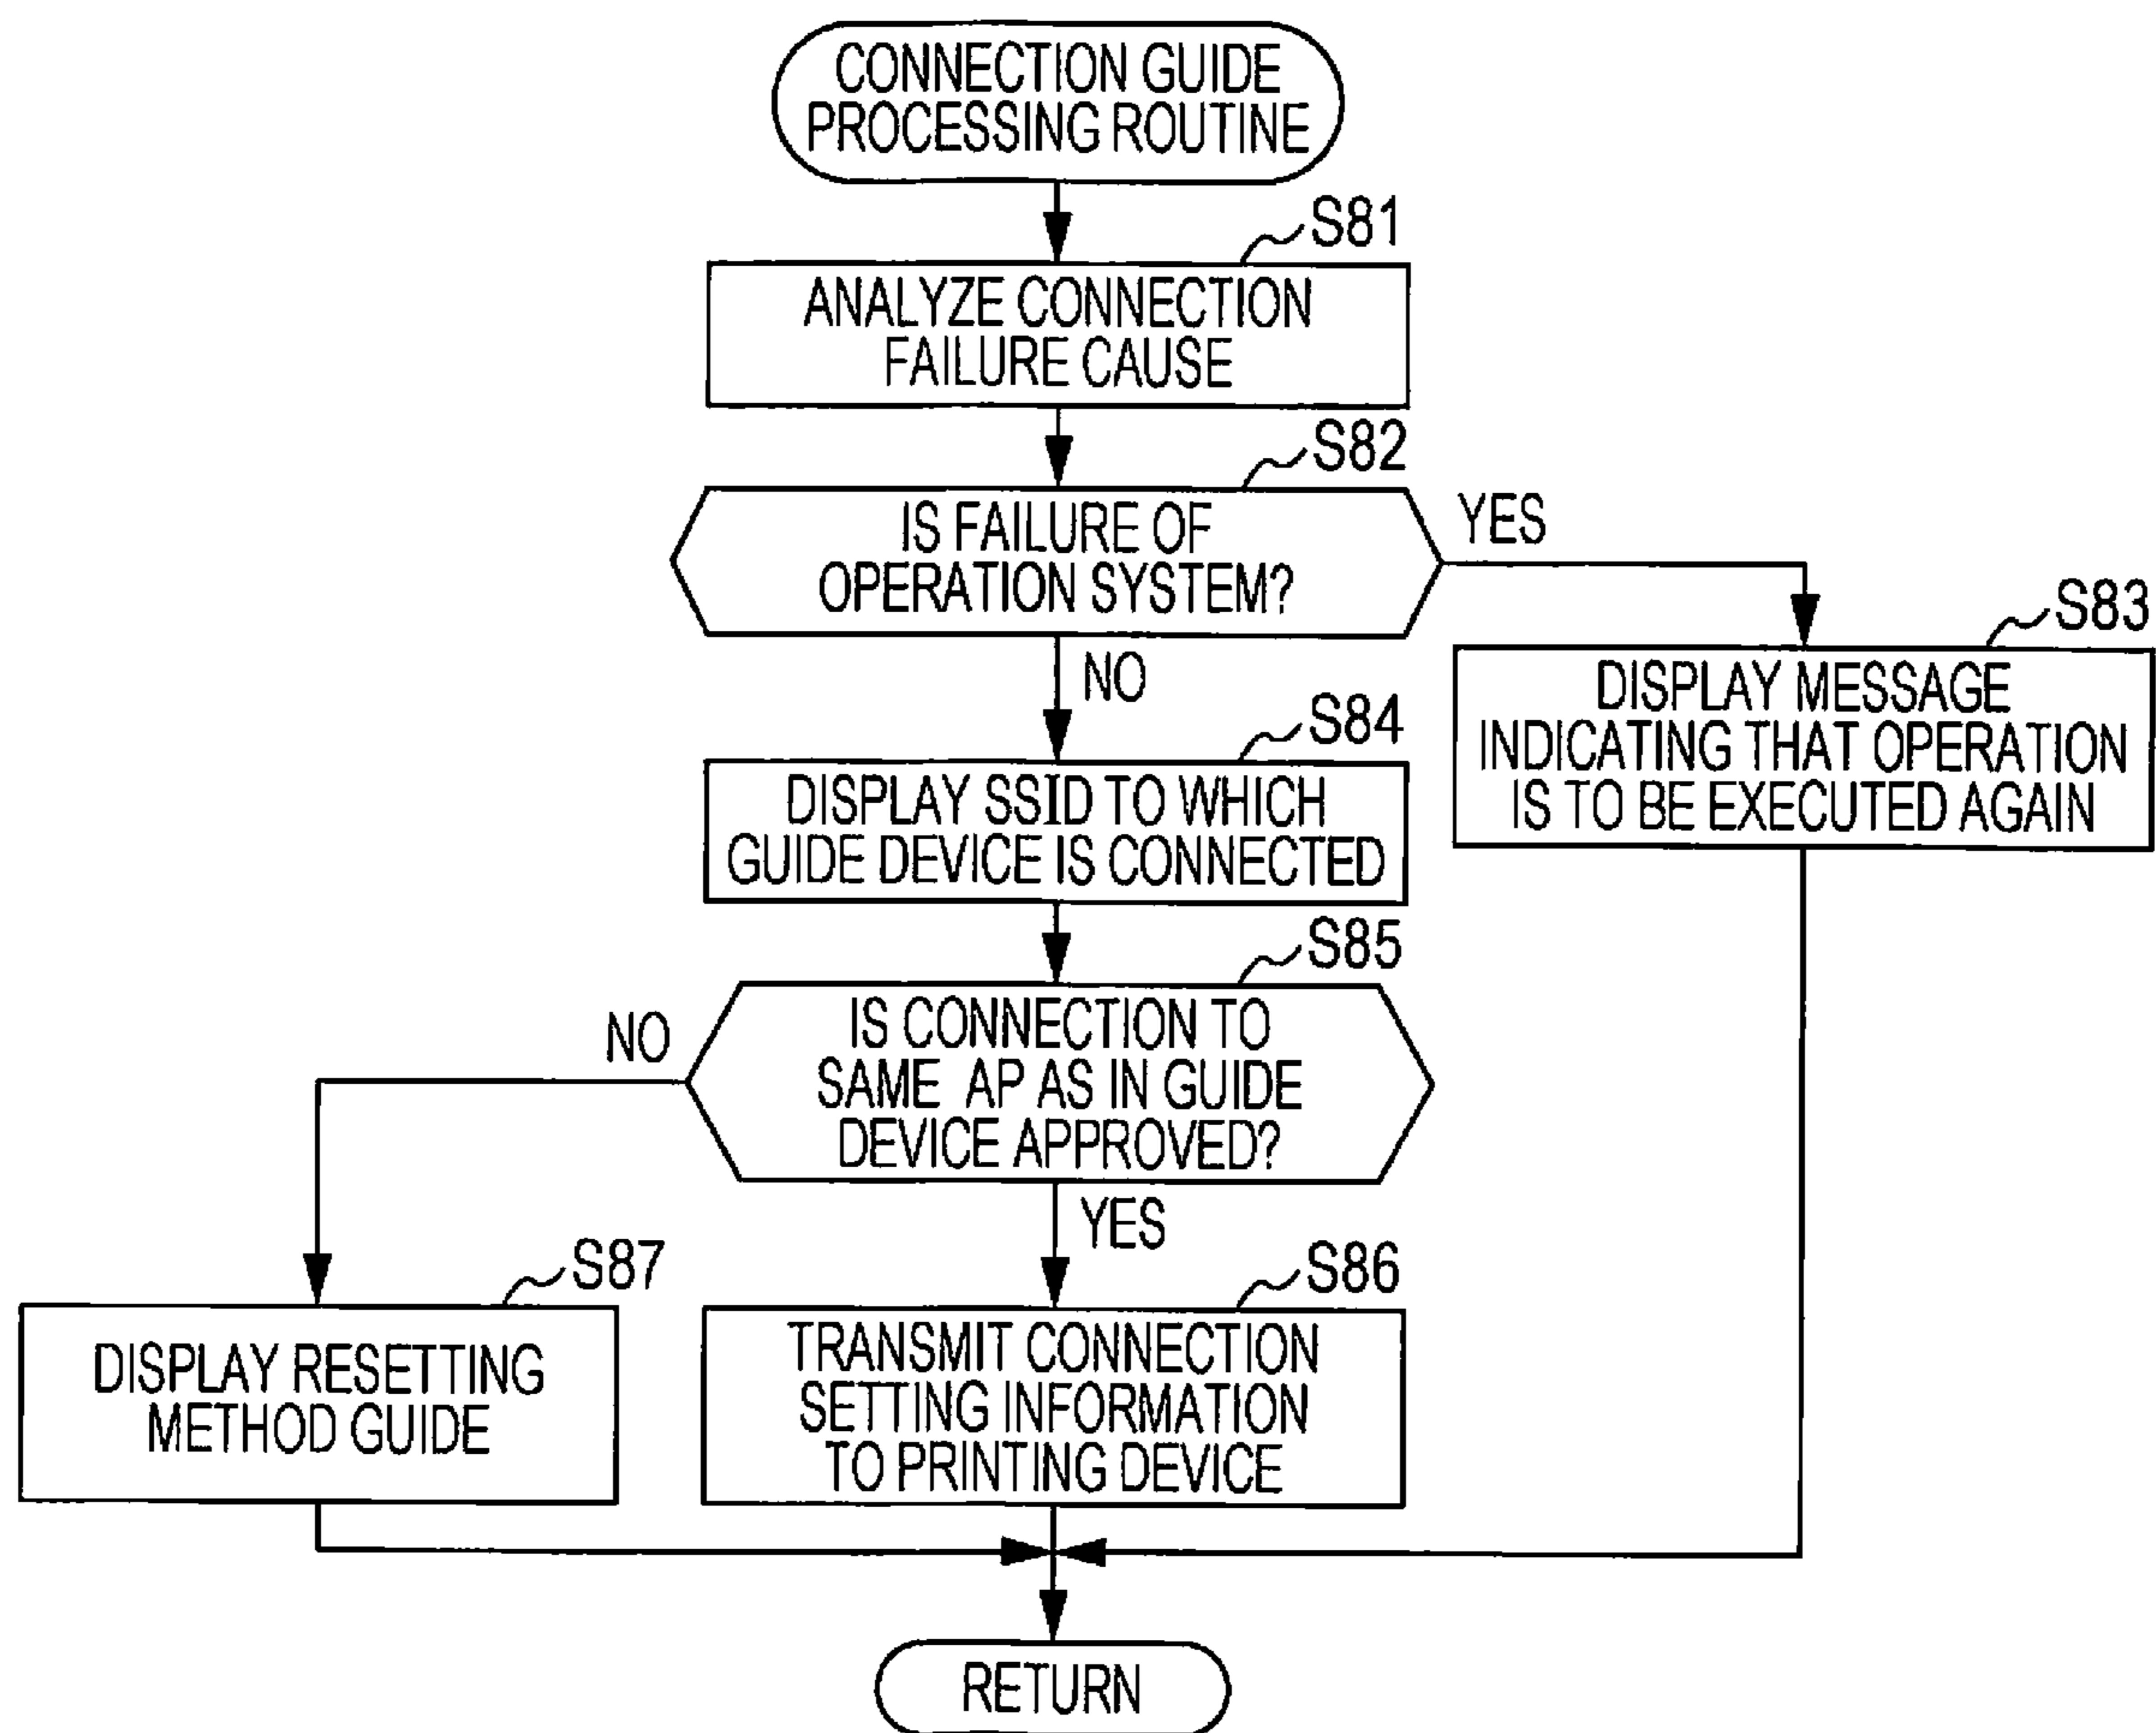 CONNECTION GUIDE
PROCESSING ROUTINE
S81
ANALYZE CONNECTION
FAILURE CAUSE
S82
IS FAILURE OF
OPERATION SYSTEM?
YES
NO
S83
DISPLAY MESSAGE
INDICATING THAT OPERATION
IS TO BE EXECUTED AGAIN
S84
DISPLAY SSID TO WHICH
GUIDE DEVICE IS CONNECTED
S85
IS CONNECTION TO
SAME AP AS IN GUIDE
DEVICE APPROVED?
NO
YES
S87
DISPLAY RESETTING
METHOD GUIDE
S86
TRANSMIT CONNECTION
SETTING INFORMATION
TO PRINTING DEVICE
RETURN